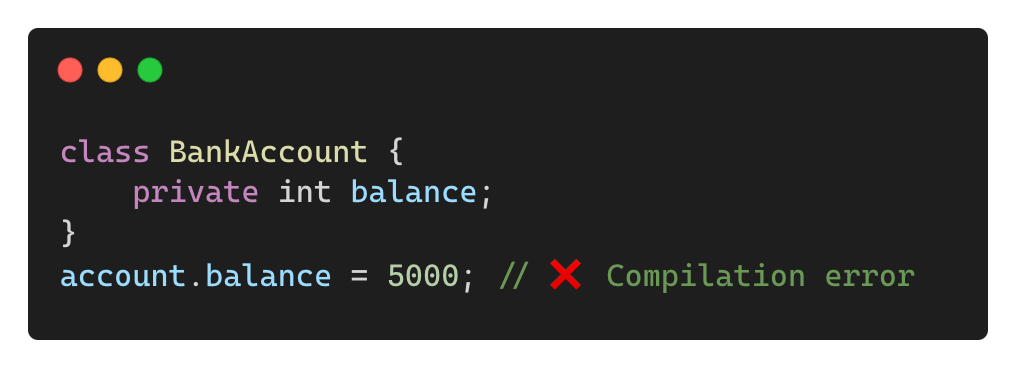 class BankAccount {
    private int balance;
}
account.balance = 5000; // ❌ Compilation error